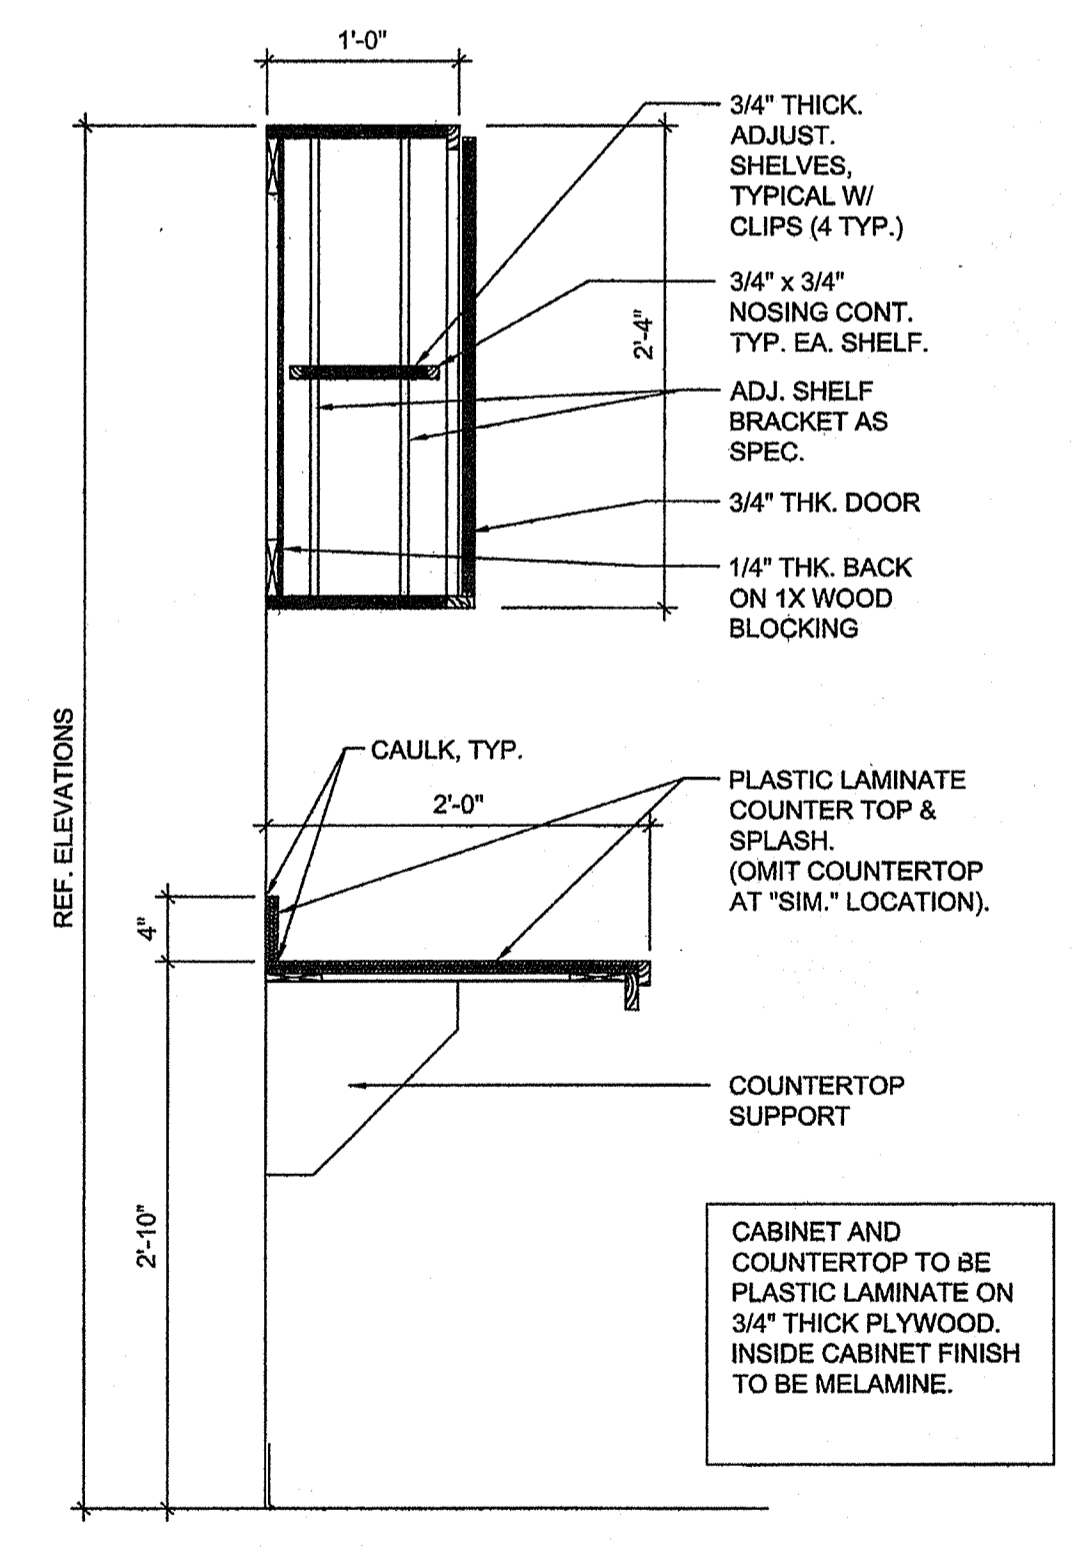 1'-0"
3/4" THICK.
ADJUST.
SHELVES,
TYPICAL W/
CLIPS (4 TYP.)
3/4" x 3/4"
NOSING CONT.
TYP. EA. SHELF.
2'-4"
ADJ. SHELF
BRACKET AS
SPEC.
3/4" THK. DOOR
1/4" THK. BACK
ON 1X WOOD
BLOCKING
REF. ELEVATIONS
CAULK, TYP.
2'-0"
PLASTIC LAMINATE
COUNTER TOP &
SPLASH.
(OMIT COUNTERTOP
AT "SIM." LOCATION).
4"
COUNTERTOP
SUPPORT
2'-10"
CABINET AND
COUNTERTOP TO BE
PLASTIC LAMINATE ON
3/4" THICK PLYWOOD.
INSIDE CABINET FINISH
TO BE MELAMINE.